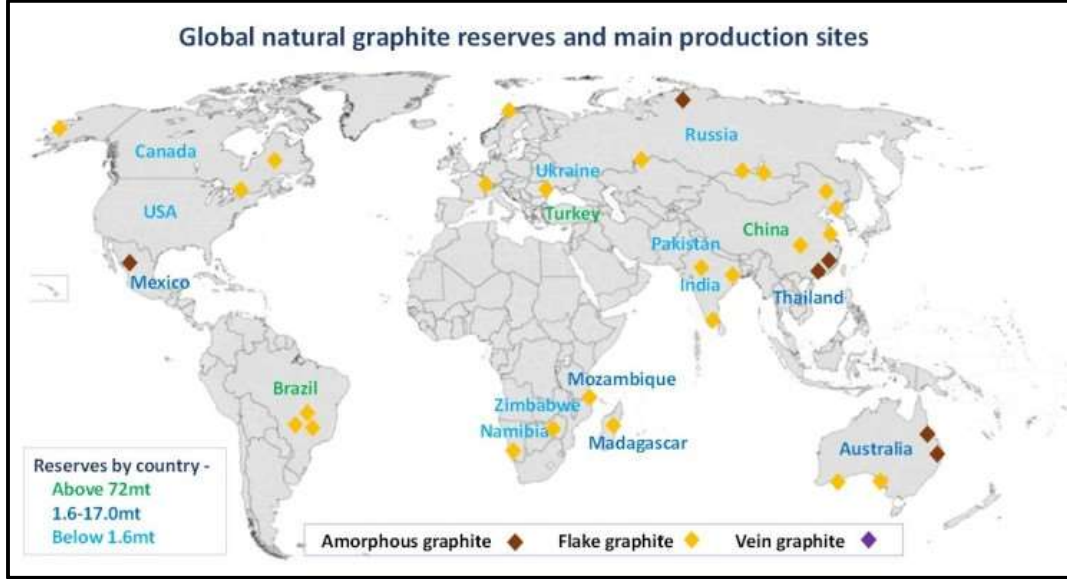 Global natural graphite reserves and main production sites
Canada
USA
Mexico
Brazil
Russia
Ukraine
Turkey
China
Pakistan
India
Thailand
Mozambique
Zimbabwe
Namibia
Madagascar
Australia
Reserves by country -
Above 72mt
1.6-17.0mt
Below 1.6mt
Amorphous graphite
Flake graphite
Vein graphite